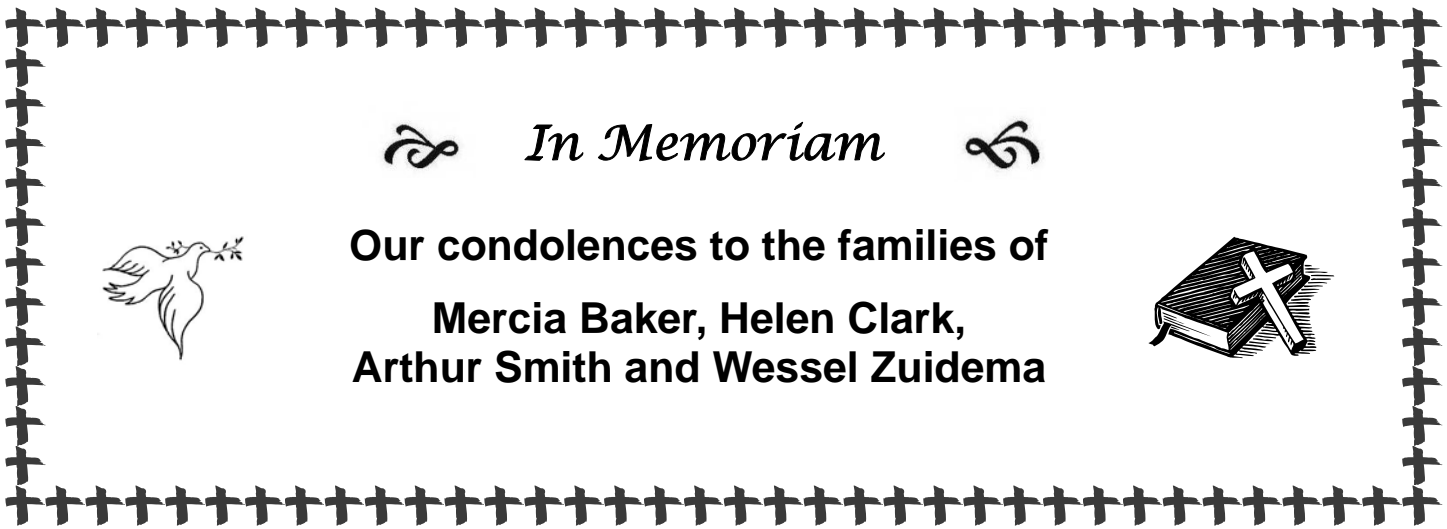 In Memoriam
Our condolences to the families of
Mercia Baker, Helen Clark,
Arthur Smith and Wessel Zuidema